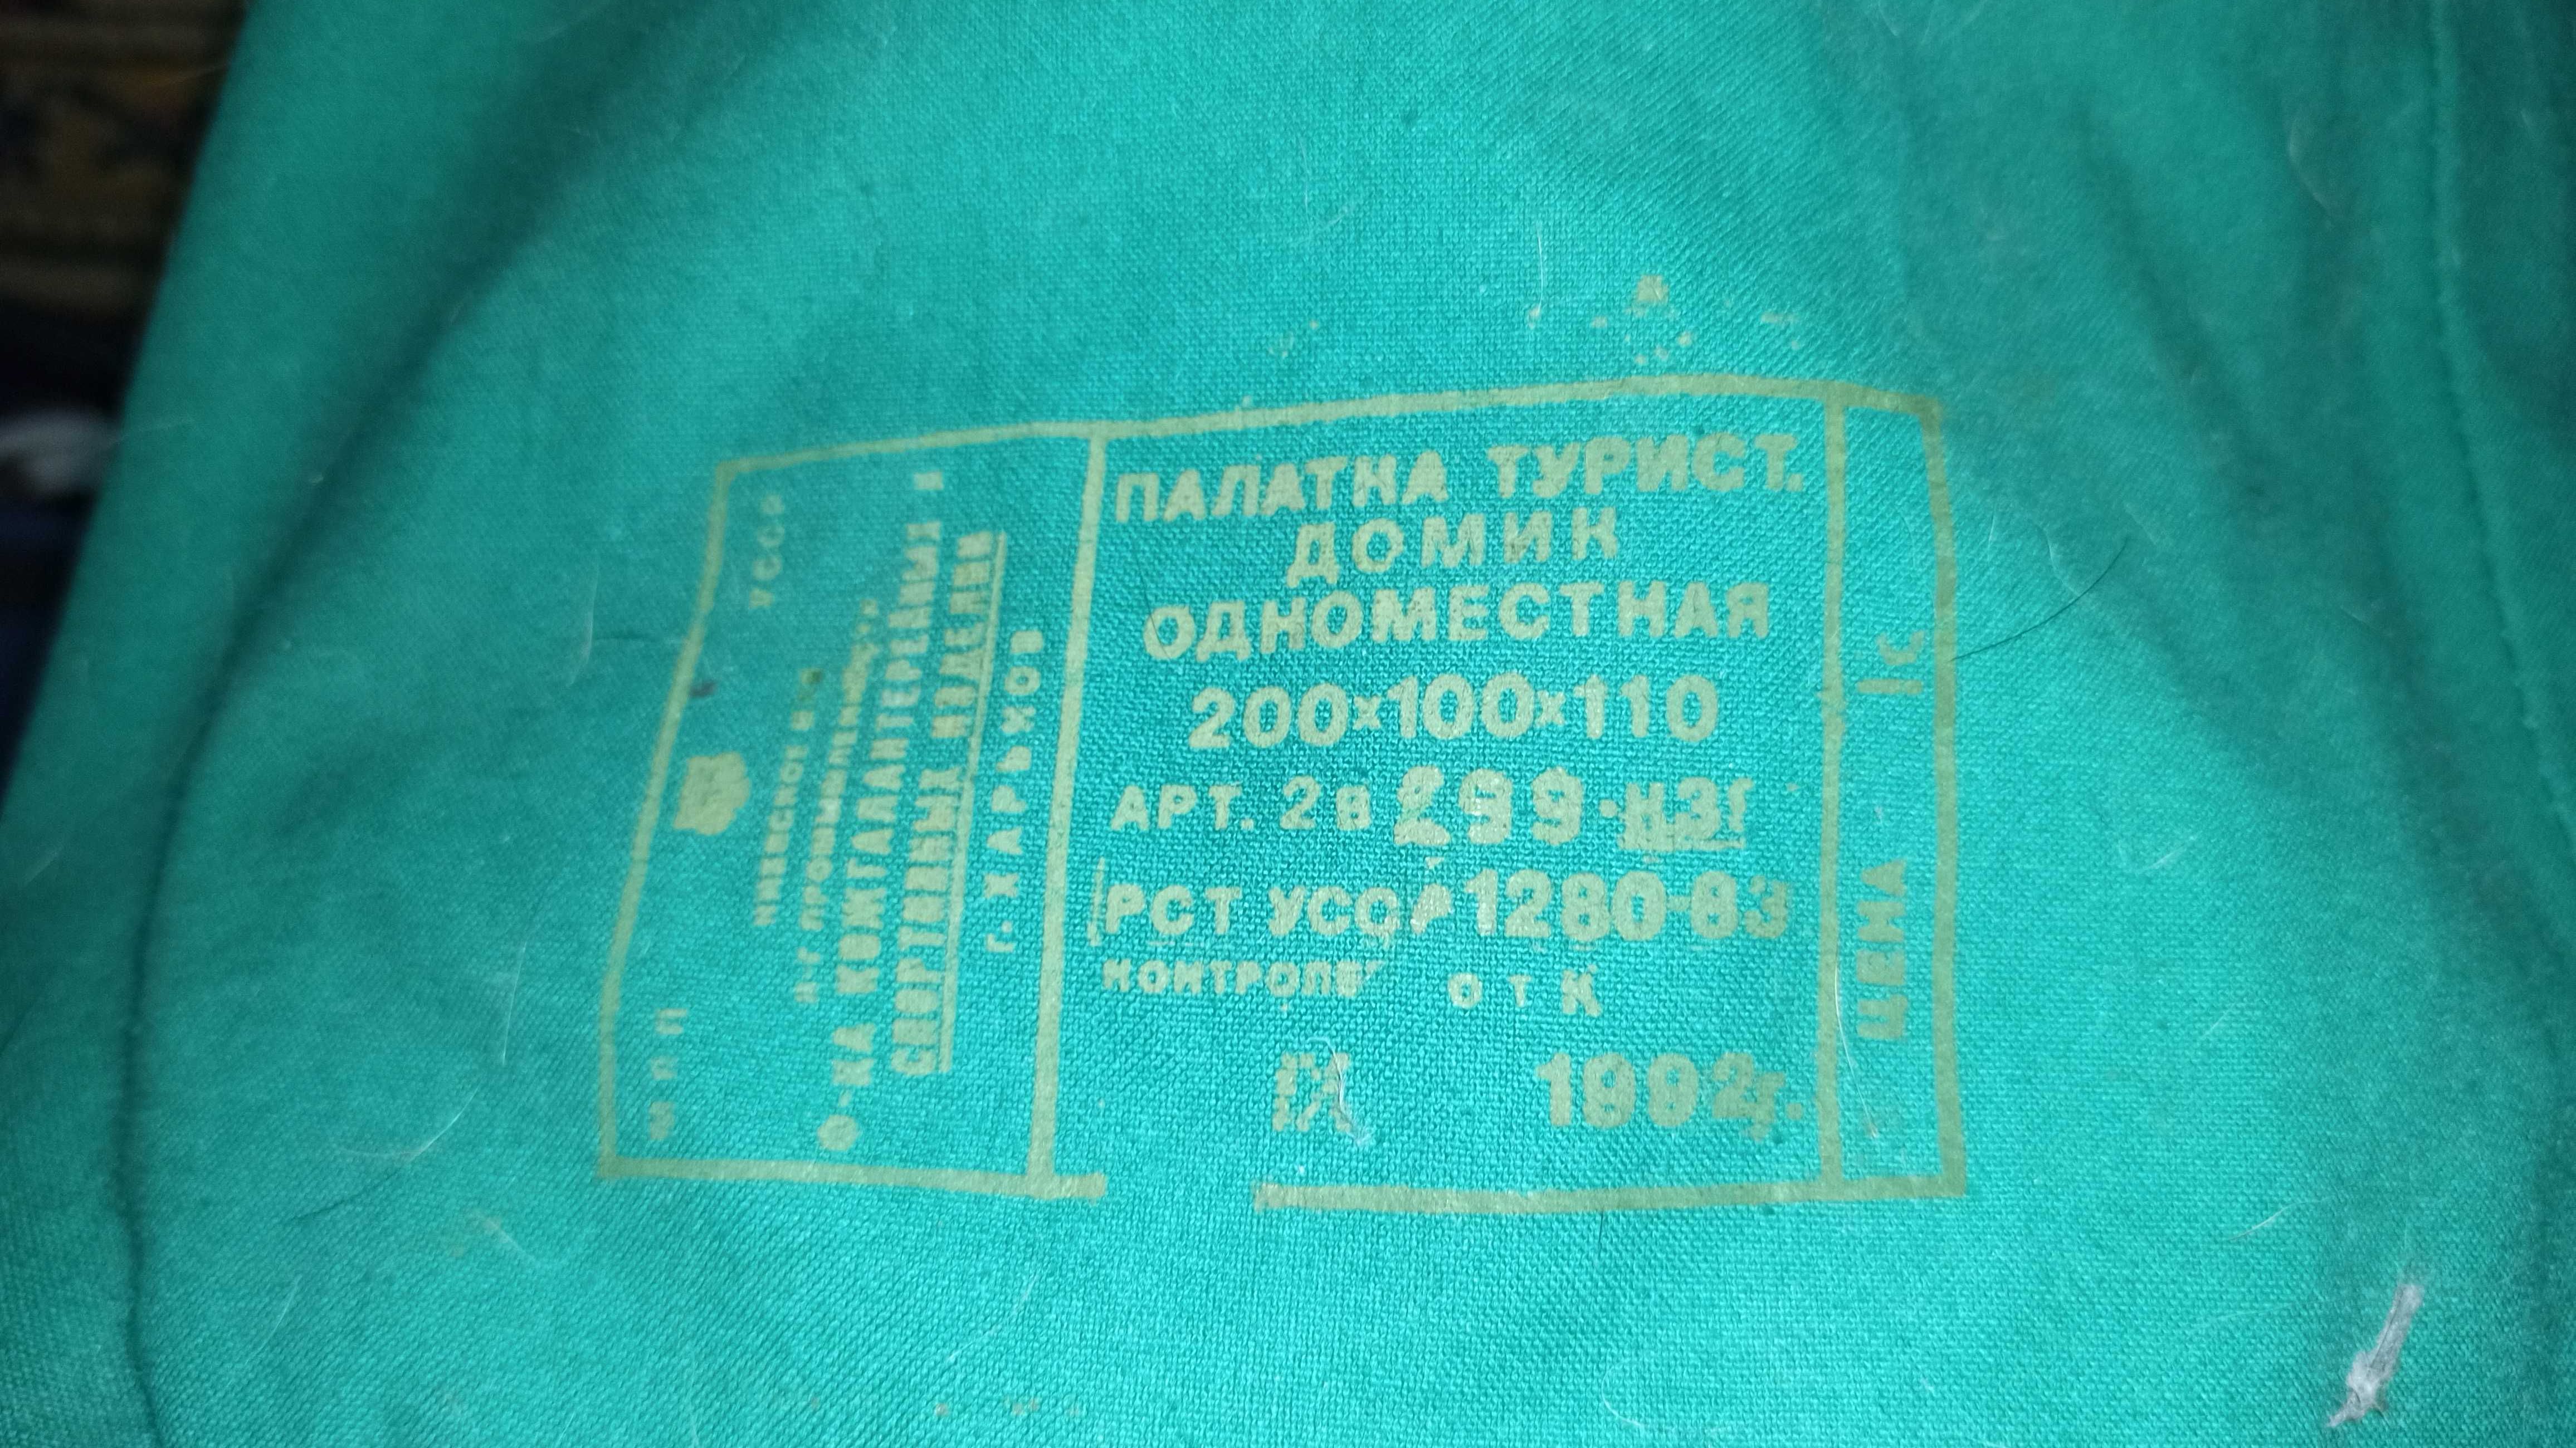 УССР
Ф-КА КОЖГАЛАНТЕРЕЙНЫХ И
СПОРТИВНЫХ ИЗДЕЛИЙ
г. ХАРЬКОВ
ПАЛАТКА ТУРИСТ.
ДОМИК
ОДНОМЕСТНАЯ
200×100×110
АРТ. 2В 299
РСТ УССР 1280-83
КОНТРОЛЬ ОТК
1992г.
ЦЕНА